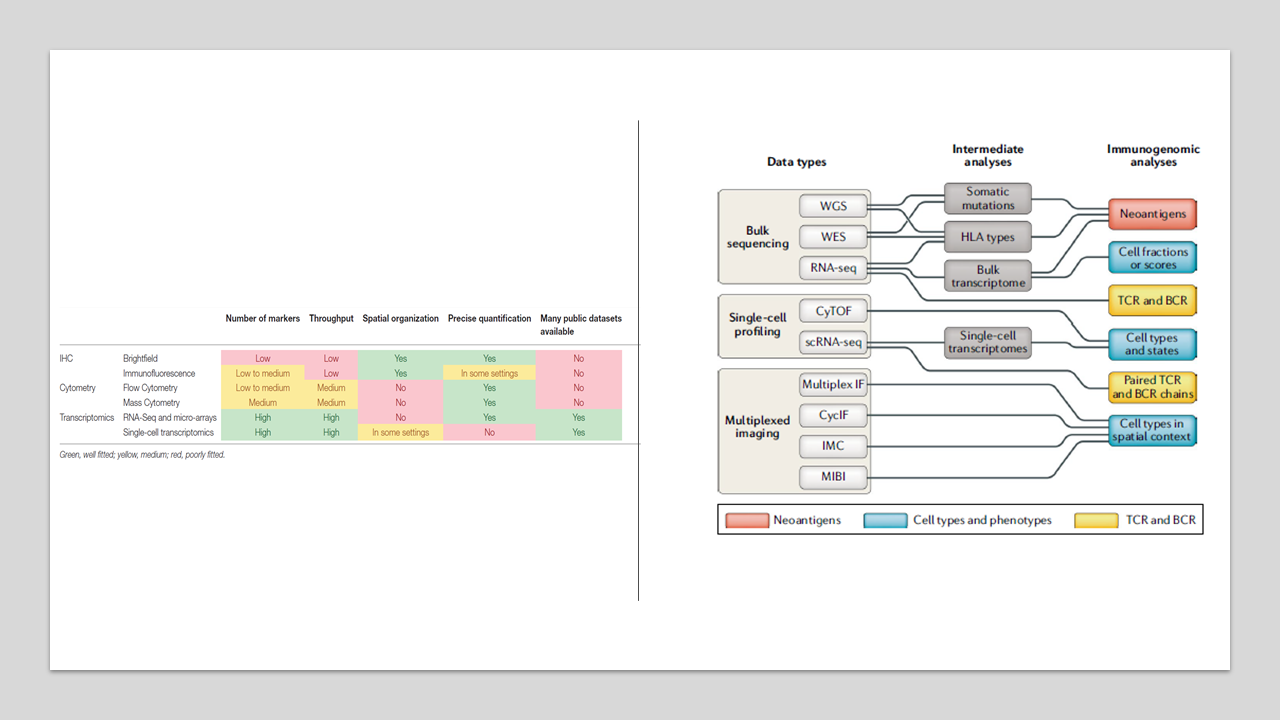 Number of markers Throughput Spatial organization Precise quantification Many public datasets
available
IHC Brightfield Low Low Yes Yes No
Immunofluorescence Low to medium Low Yes In some settings No
Cytometry Flow Cytometry Low to medium Medium No Yes No
Mass Cytometry Medium Medium No Yes No
Transcriptomics RNA-Seq and micro-arrays High High No Yes Yes
Single-cell transcriptomics High High In some settings No Yes
Green, well fitted; yellow, medium; red, poorly fitted.
Data types
Intermediate
analyses
Immunogenomic
analyses
Bulk
sequencing
WGS
WES
RNA-seq
Single-cell
profiling
CyTOF
scRNA-seq
Multiplexed
imaging
Multiplex IF
CycIF
IMC
MIBI
Somatic
mutations
HLA types
Bulk
transcriptome
Single-cell
transcriptomes
Neoantigens
Cell fractions
or scores
TCR and BCR
Cell types
and states
Paired TCR
and BCR chains
Cell types in
spatial context
Neoantigens Cell types and phenotypes TCR and BCR